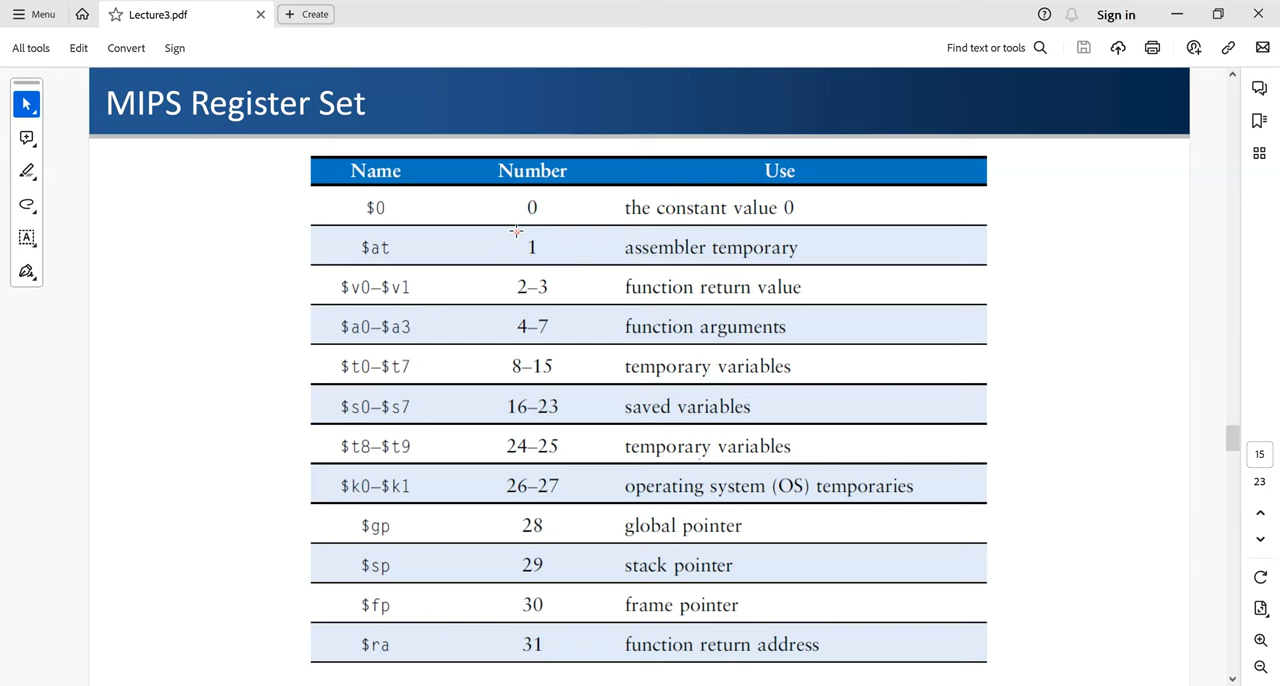 Menu Lecture3.pdf + Create Sign in
All tools Edit Convert Sign Find text or tools
MIPS Register Set
Name Number Use
$0 0 the constant value 0
$at 1 assembler temporary
$v0–$v1 2–3 function return value
$a0–$a3 4–7 function arguments
$t0–$t7 8–15 temporary variables
$s0–$s7 16–23 saved variables
$t8–$t9 24–25 temporary variables
$k0–$k1 26–27 operating system (OS) temporaries
$gp 28 global pointer
$sp 29 stack pointer
$fp 30 frame pointer
$ra 31 function return address
15
23